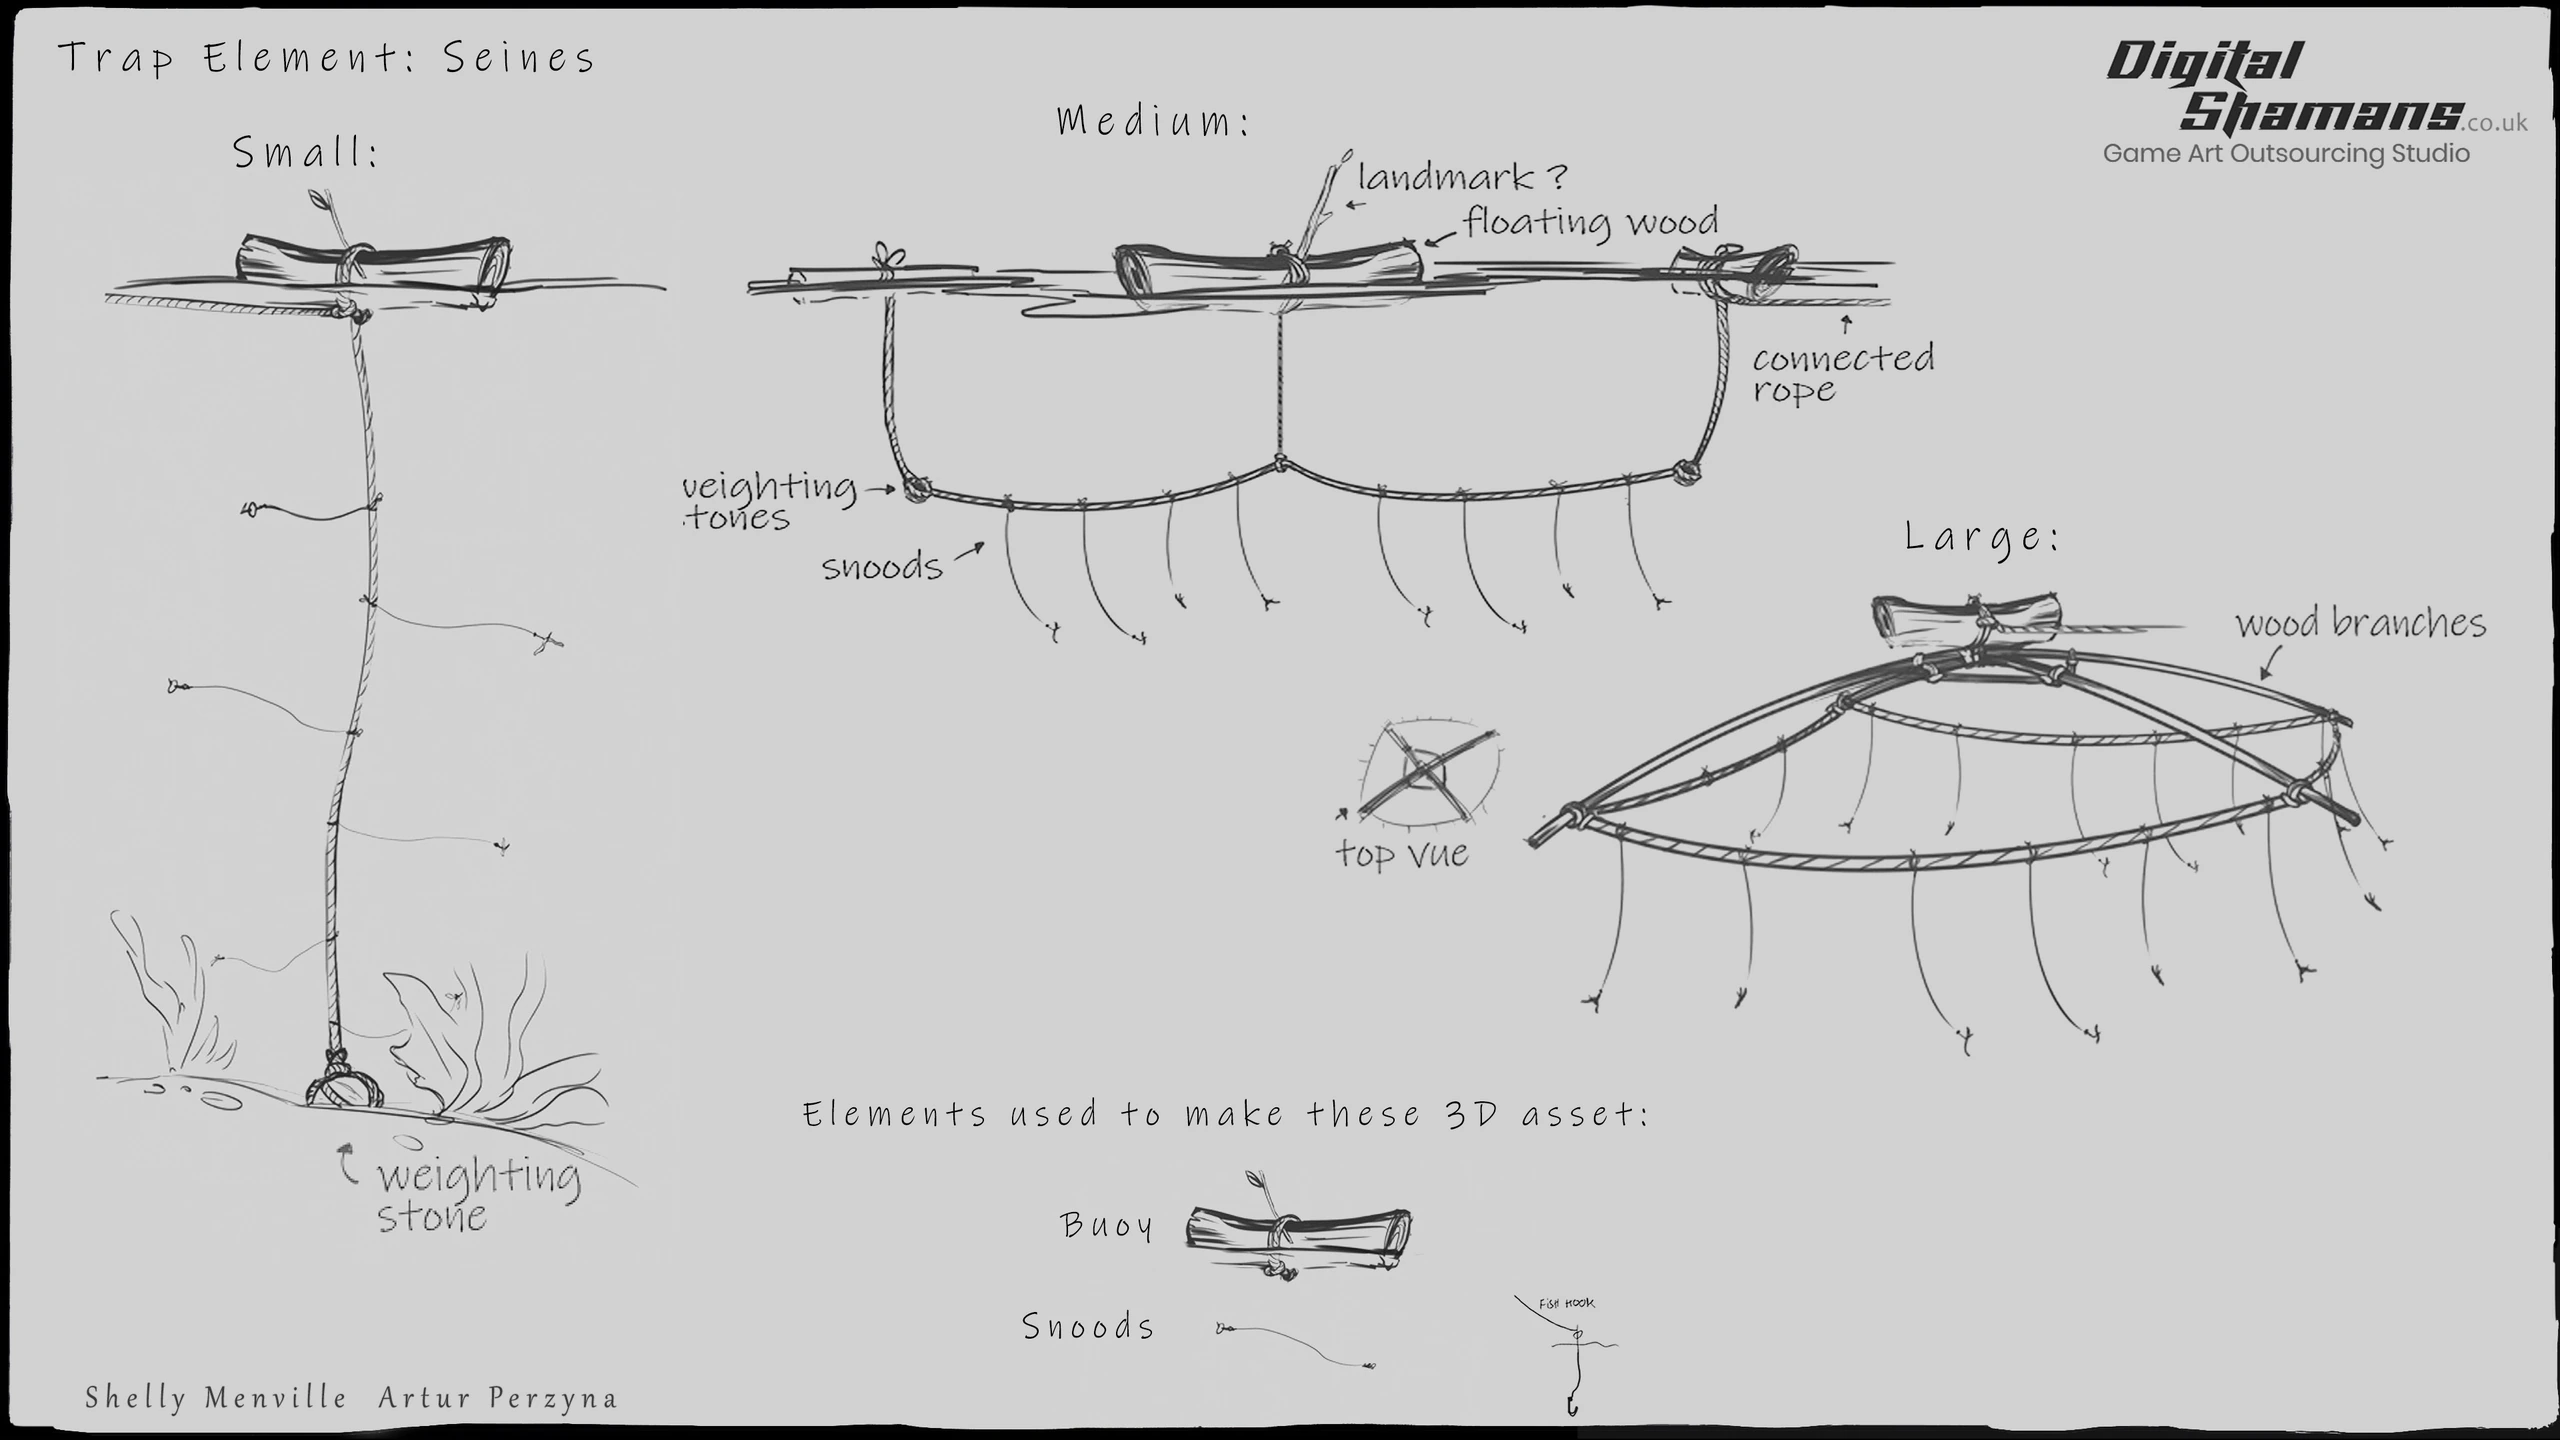 Trap Element: Seines
Digital
Shamans.co.uk
Game Art Outsourcing Studio
Small:
Medium:
landmark ?
floating wood
connected
rope
veighting
tones
snoods
Large:
wood branches
top vue
weighting
stone
Elements used to make these 3D asset:
Buoy
Snoods
FISH HOOK
Shelly Menville Artur Perzyna